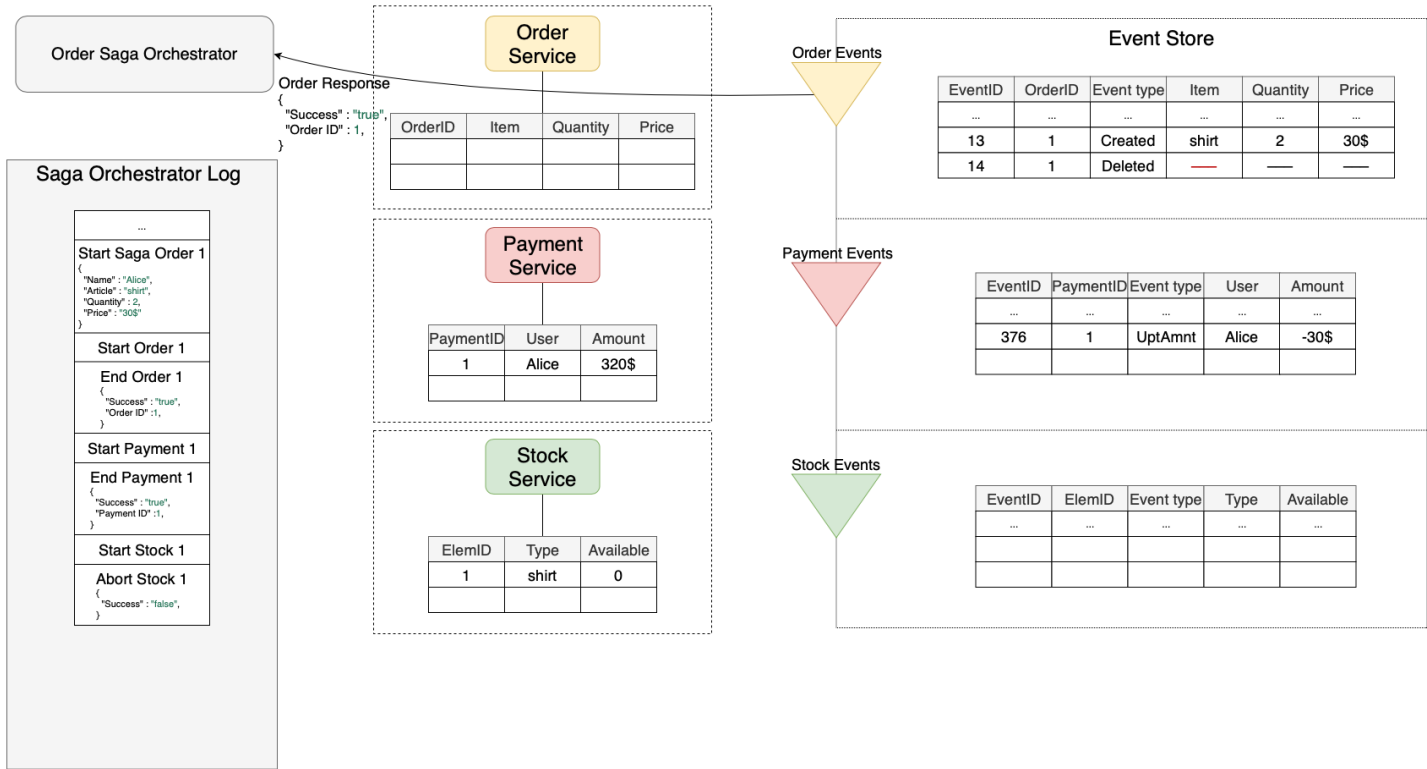 Order Saga Orchestrator
Order Response
{
"Success" : "true",
"Order ID" : 1,
}
Saga Orchestrator Log
...
Start Saga Order 1
{
"Name" : "Alice",
"Article" : "shirt",
"Quantity" : 2,
"Price" : "30$"
}
Start Order 1
End Order 1
{
"Success" : "true",
"Order ID" :1,
}
Start Payment 1
End Payment 1
{
"Success" : "true",
"Payment ID" :1,
}
Start Stock 1
Abort Stock 1
{
"Success" : "false",
}
Order
Service
OrderID Item Quantity Price
Payment
Service
PaymentID User Amount
1 Alice 320$
Stock
Service
ElemID Type Available
1 shirt 0
Order Events
Event Store
EventID OrderID Event type Item Quantity Price
... ... ... ... ... ...
13 1 Created shirt 2 30$
14 1 Deleted — — —
Payment Events
EventID PaymentID Event type User Amount
... ... ... ... ...
376 1 UptAmnt Alice -30$
Stock Events
EventID ElemID Event type Type Available
... ... ... ... ...